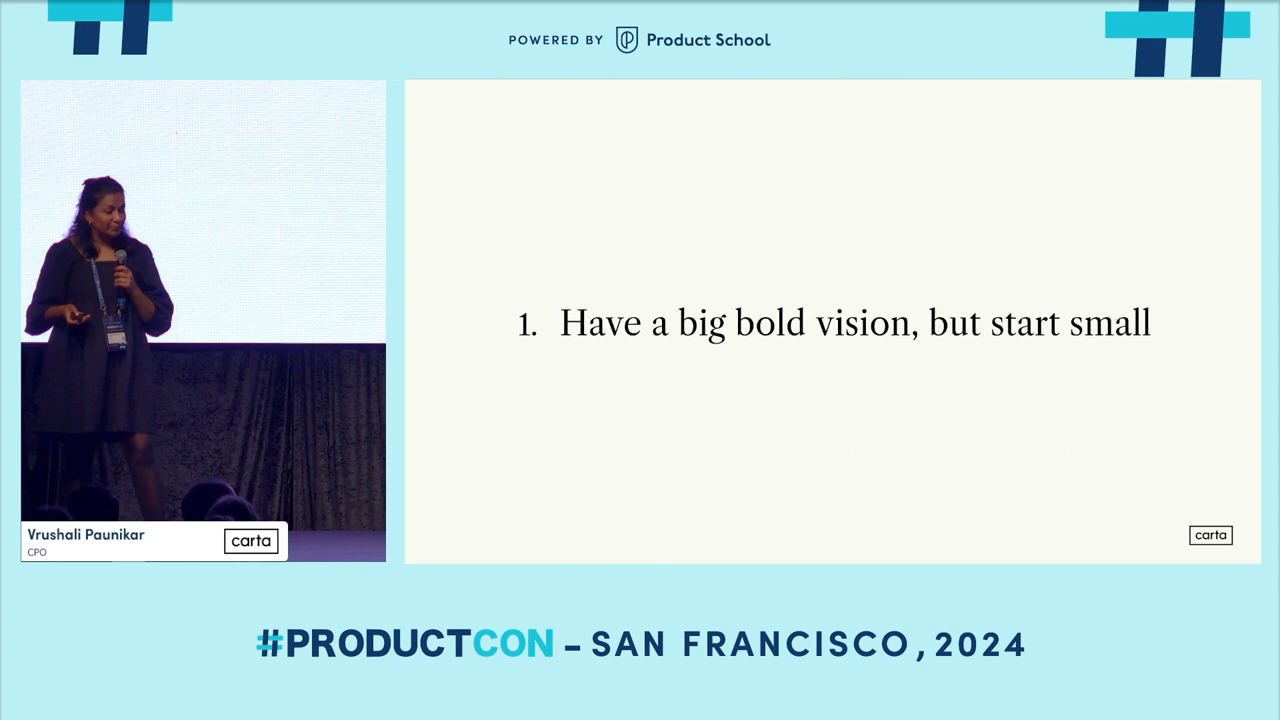 POWERED BY Product School
1. Have a big bold vision, but start small
Vrushali Paunikar
CPO
carta
carta
#PRODUCTCON – SAN FRANCISCO, 2024